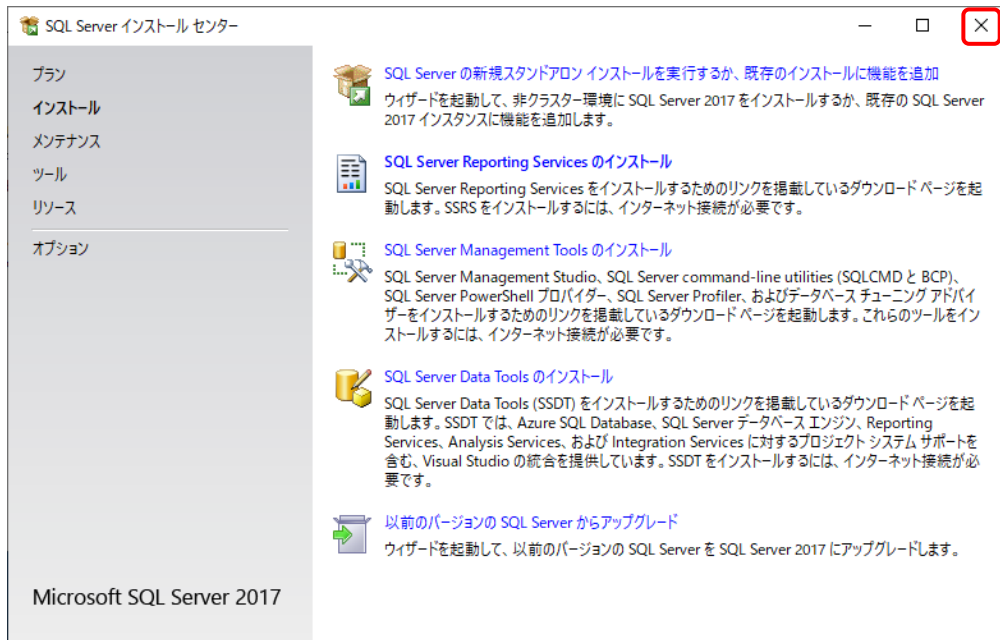 SQL Server インストール センター
プラン
インストール
メンテナンス
ツール
リソース
オプション
Microsoft SQL Server 2017
SQL Server の新規スタンドアロン インストールを実行するか、既存のインストールに機能を追加
ウィザードを起動して、非クラスター環境に SQL Server 2017 をインストールするか、既存の SQL Server
2017 インスタンスに機能を追加します。
SQL Server Reporting Services のインストール
SQL Server Reporting Services をインストールするためのリンクを掲載しているダウンロード ページを起
動します。SSRS をインストールするには、インターネット接続が必要です。
SQL Server Management Tools のインストール
SQL Server Management Studio、SQL Server command-line utilities (SQLCMD と BCP)、
SQL Server PowerShell プロバイダー、SQL Server Profiler、およびデータベース チューニング アドバイ
ザーをインストールするためのリンクを掲載しているダウンロード ページを起動します。これらのツールをイン
ストールするには、インターネット接続が必要です。
SQL Server Data Tools のインストール
SQL Server Data Tools (SSDT) をインストールするためのリンクを掲載しているダウンロード ページを起
動します。SSDT では、Azure SQL Database、SQL Server データベース エンジン、Reporting
Services、Analysis Services、および Integration Services に対するプロジェクト システム サポートを
含む、Visual Studio の統合を提供しています。SSDT をインストールするには、インターネット接続が必
要です。
以前のバージョンの SQL Server からアップグレード
ウィザードを起動して、以前のバージョンの SQL Server を SQL Server 2017 にアップグレードします。